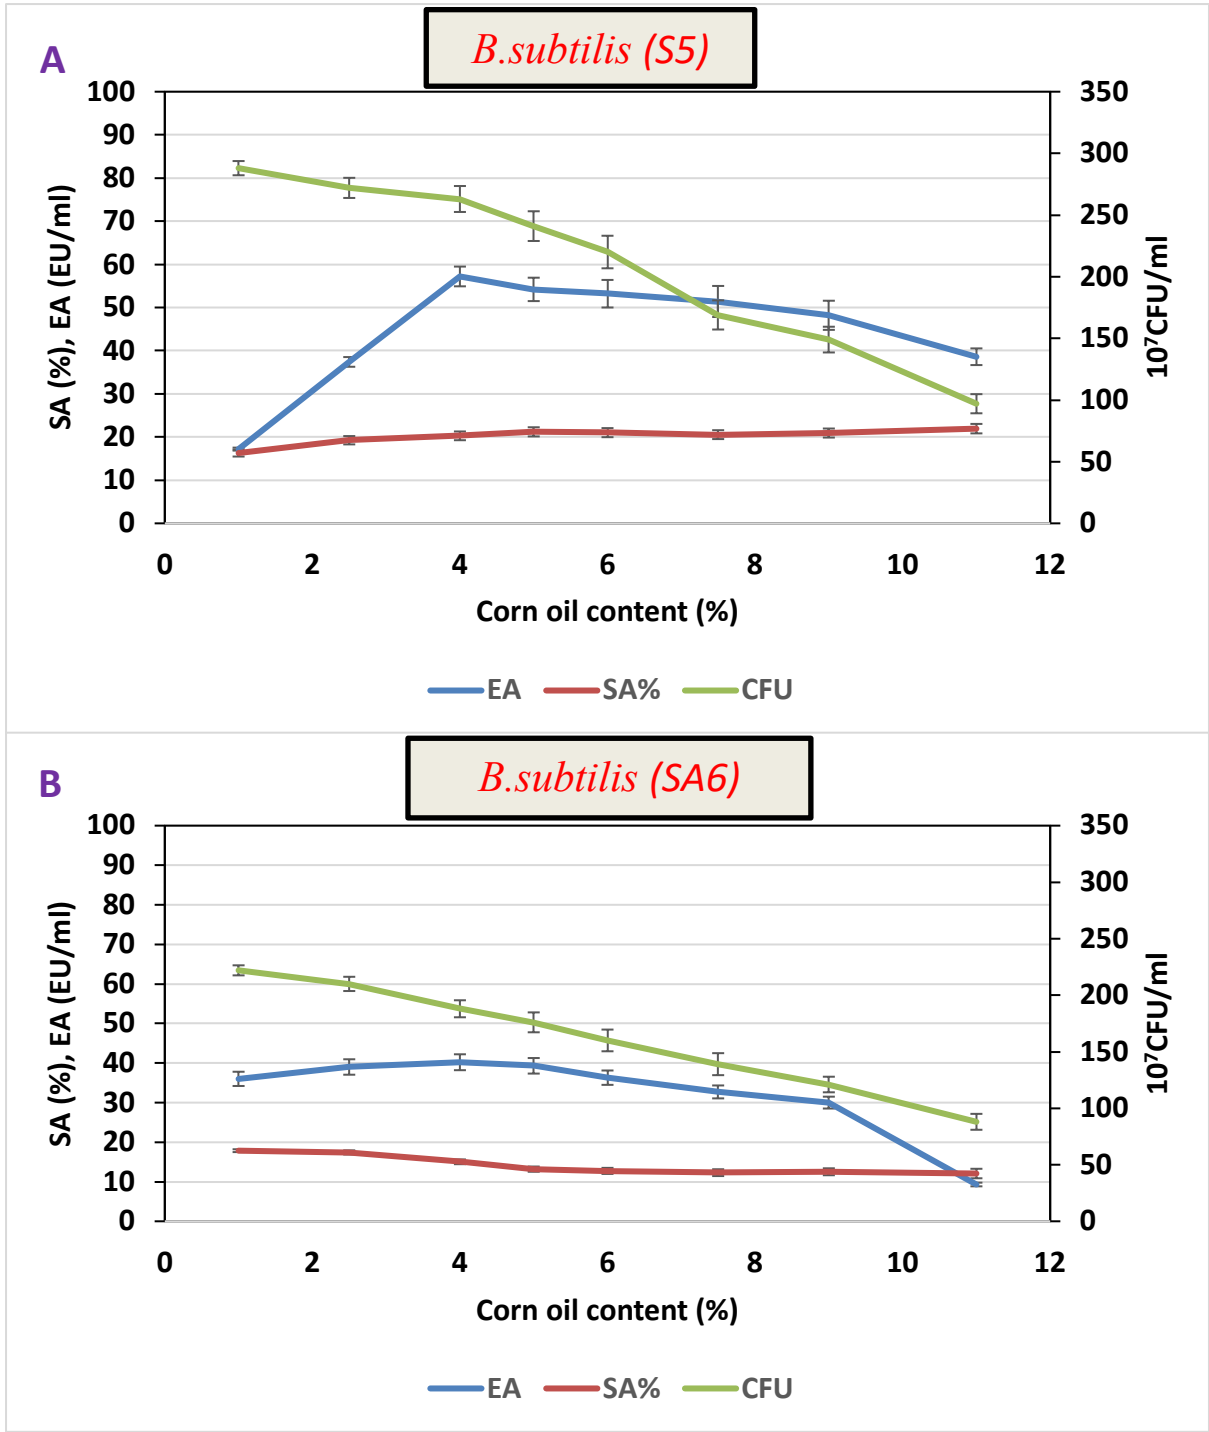 A
B.subtilis (S5)
100
90
80
70
60
50
40
30
20
10
0
SA (%), EA (EU/ml)
350
300
250
200
150
100
50
0
10⁷CFU/ml
0 2 4 6 8 10 12
Corn oil content (%)
EA SA% CFU
B
B.subtilis (SA6)
100
90
80
70
60
50
40
30
20
10
0
SA (%), EA (EU/ml)
350
300
250
200
150
100
50
0
10⁷CFU/ml
0 2 4 6 8 10 12
Corn oil content (%)
EA SA% CFU